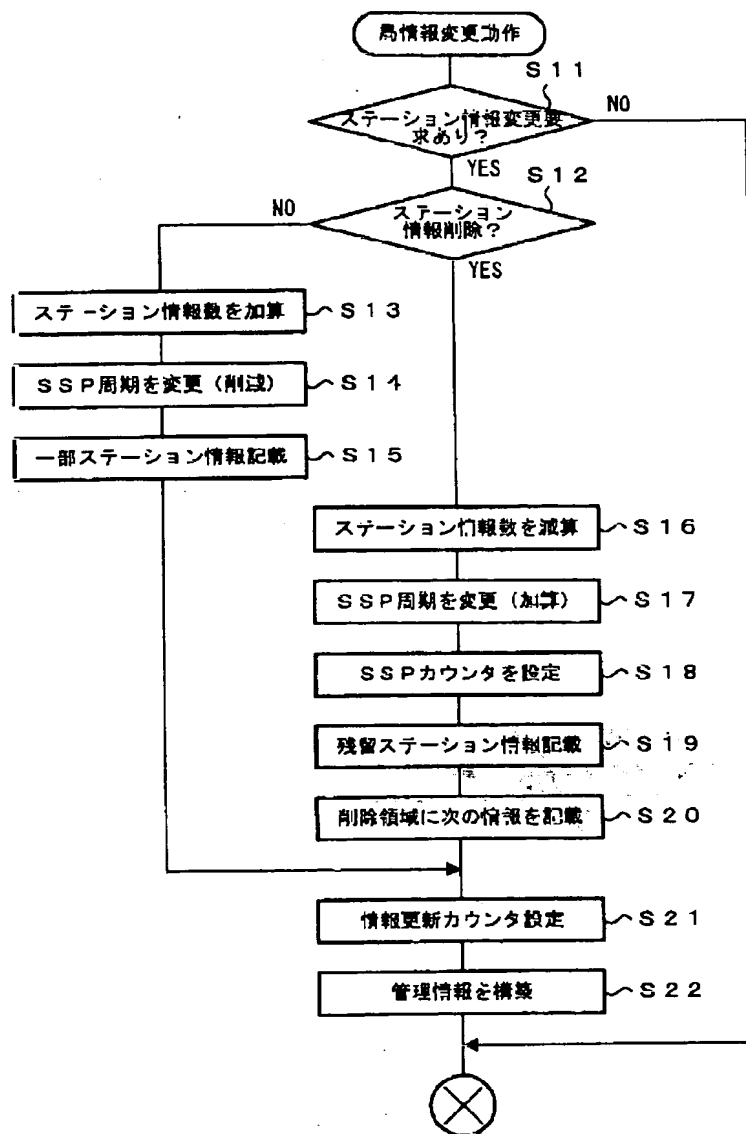 局情報変更動作
S11
ステーション情報変更要
求あり?
NO
YES
S12
ステーション
情報削除?
NO
YES
ステーション情報数を加算
S13
SSP周期を変更(削減)
S14
一部ステーション情報記載
S15
ステーション情報数を減算
S16
SSP周期を変更(加算)
S17
SSPカウンタを設定
S18
残留ステーション情報記載
S19
削除領域に次の情報を記載
S20
情報更新カウンタ設定
S21
管理情報を構築
S22